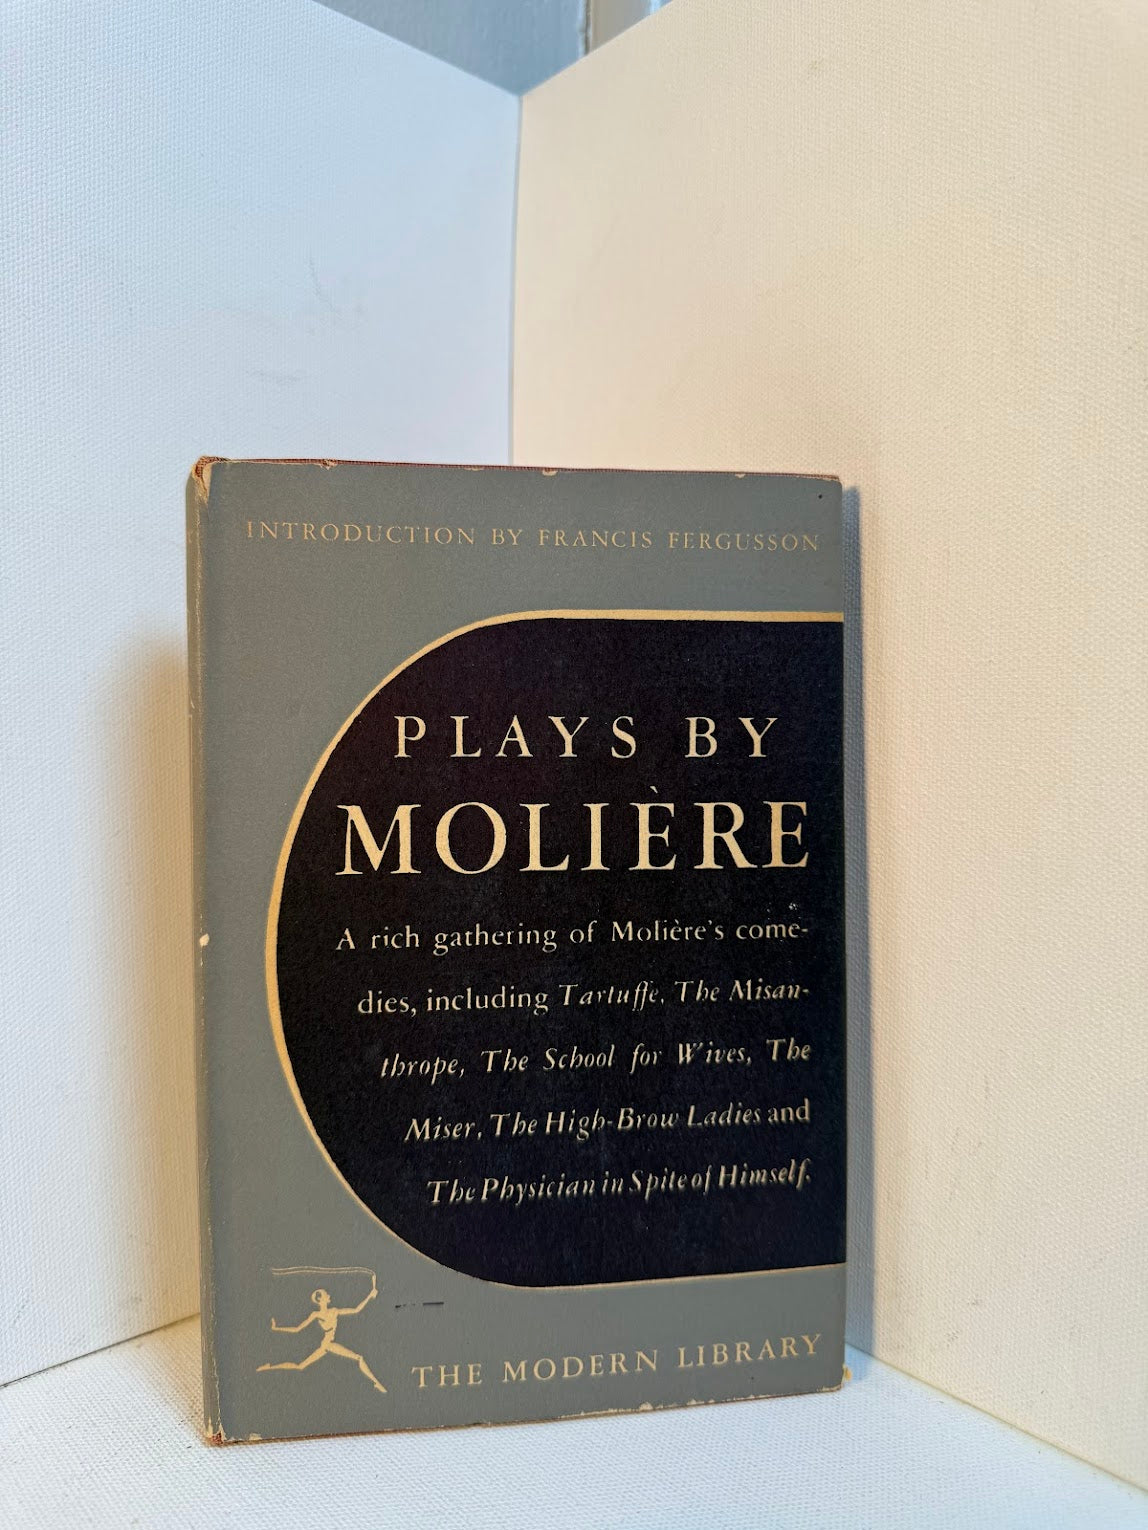 INTRODUCTION BY FRANCIS FERGUSSON
PLAYS BY
MOLIÈRE
A rich gathering of Molière's come-
dies, including Tartuffe, The Misan-
thrope, The School for Wives, The
Miser, The High-Brow Ladies and
The Physician in Spite of Himself.
THE MODERN LIBRARY